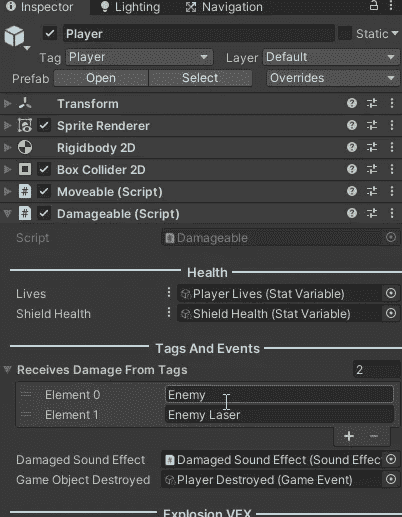 Inspector Lighting Navigation
Player Static
Tag Player Layer Default
Prefab Open Select Overrides
Transform
Sprite Renderer
Rigidbody 2D
Box Collider 2D
# Moveable (Script)
# Damageable (Script)
Script Damageable
Health
Lives Player Lives (Stat Variable)
Shield Health Shield Health (Stat Variable)
Tags And Events
Receives Damage From Tags 2
Element 0 Enemy
Element 1 Enemy Laser
+ −
Damaged Sound Effect Damaged Sound Effect (Sound Effec
Game Object Destroyed Player Destroyed (Game Event)
Explosion VFX